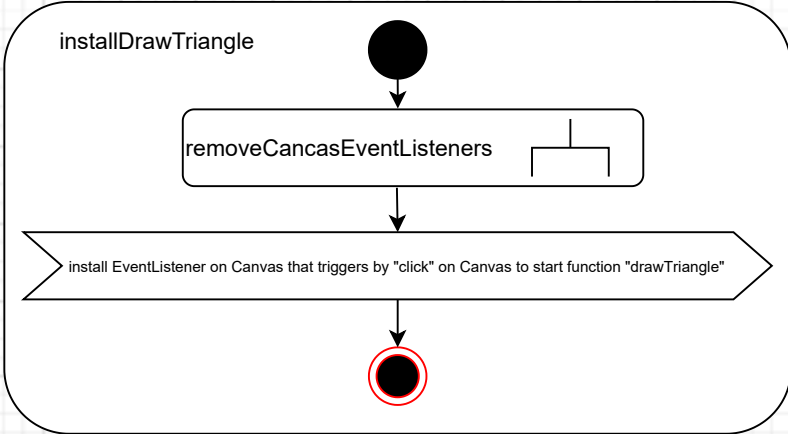 installDrawTriangle
removeCancasEventListeners
install EventListener on Canvas that triggers by "click" on Canvas to start function "drawTriangle"